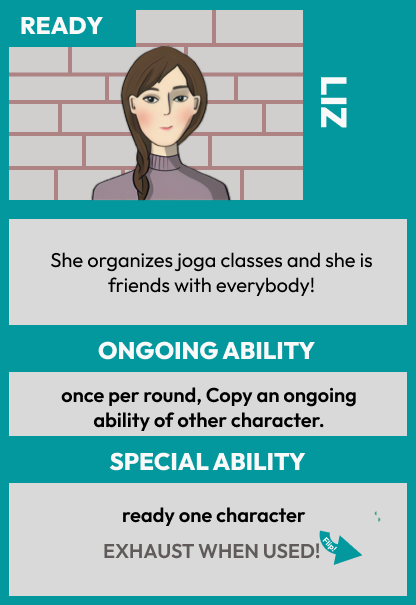 READY
LIZ
She organizes joga classes and she is
friends with everybody!
ONGOING ABILITY
once per round, Copy an ongoing
ability of other character.
SPECIAL ABILITY
ready one character
EXHAUST WHEN USED!
Flip!